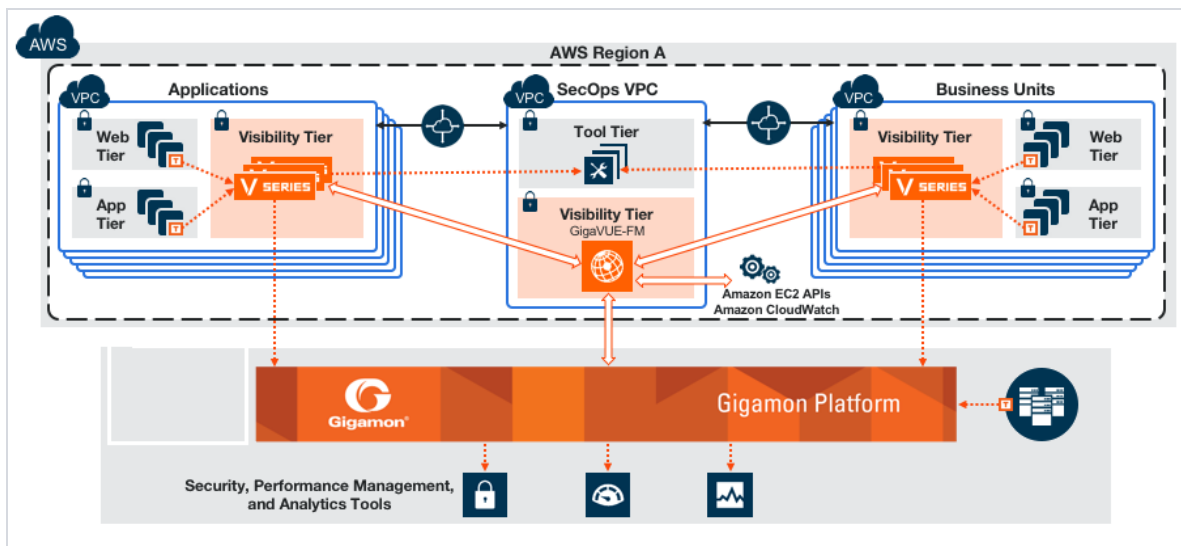 AWS
AWS Region A
VPC
Applications
Web
Tier
T
App
Tier
T
Visibility Tier
V SERIES
VPC
SecOps VPC
Tool Tier
Visibility Tier
GigaVUE-FM
Amazon EC2 APIs
Amazon CloudWatch
VPC
Business Units
Visibility Tier
V SERIES
Web
Tier
T
App
Tier
T
Gigamon®
Gigamon Platform
T
Security, Performance Management,
and Analytics Tools